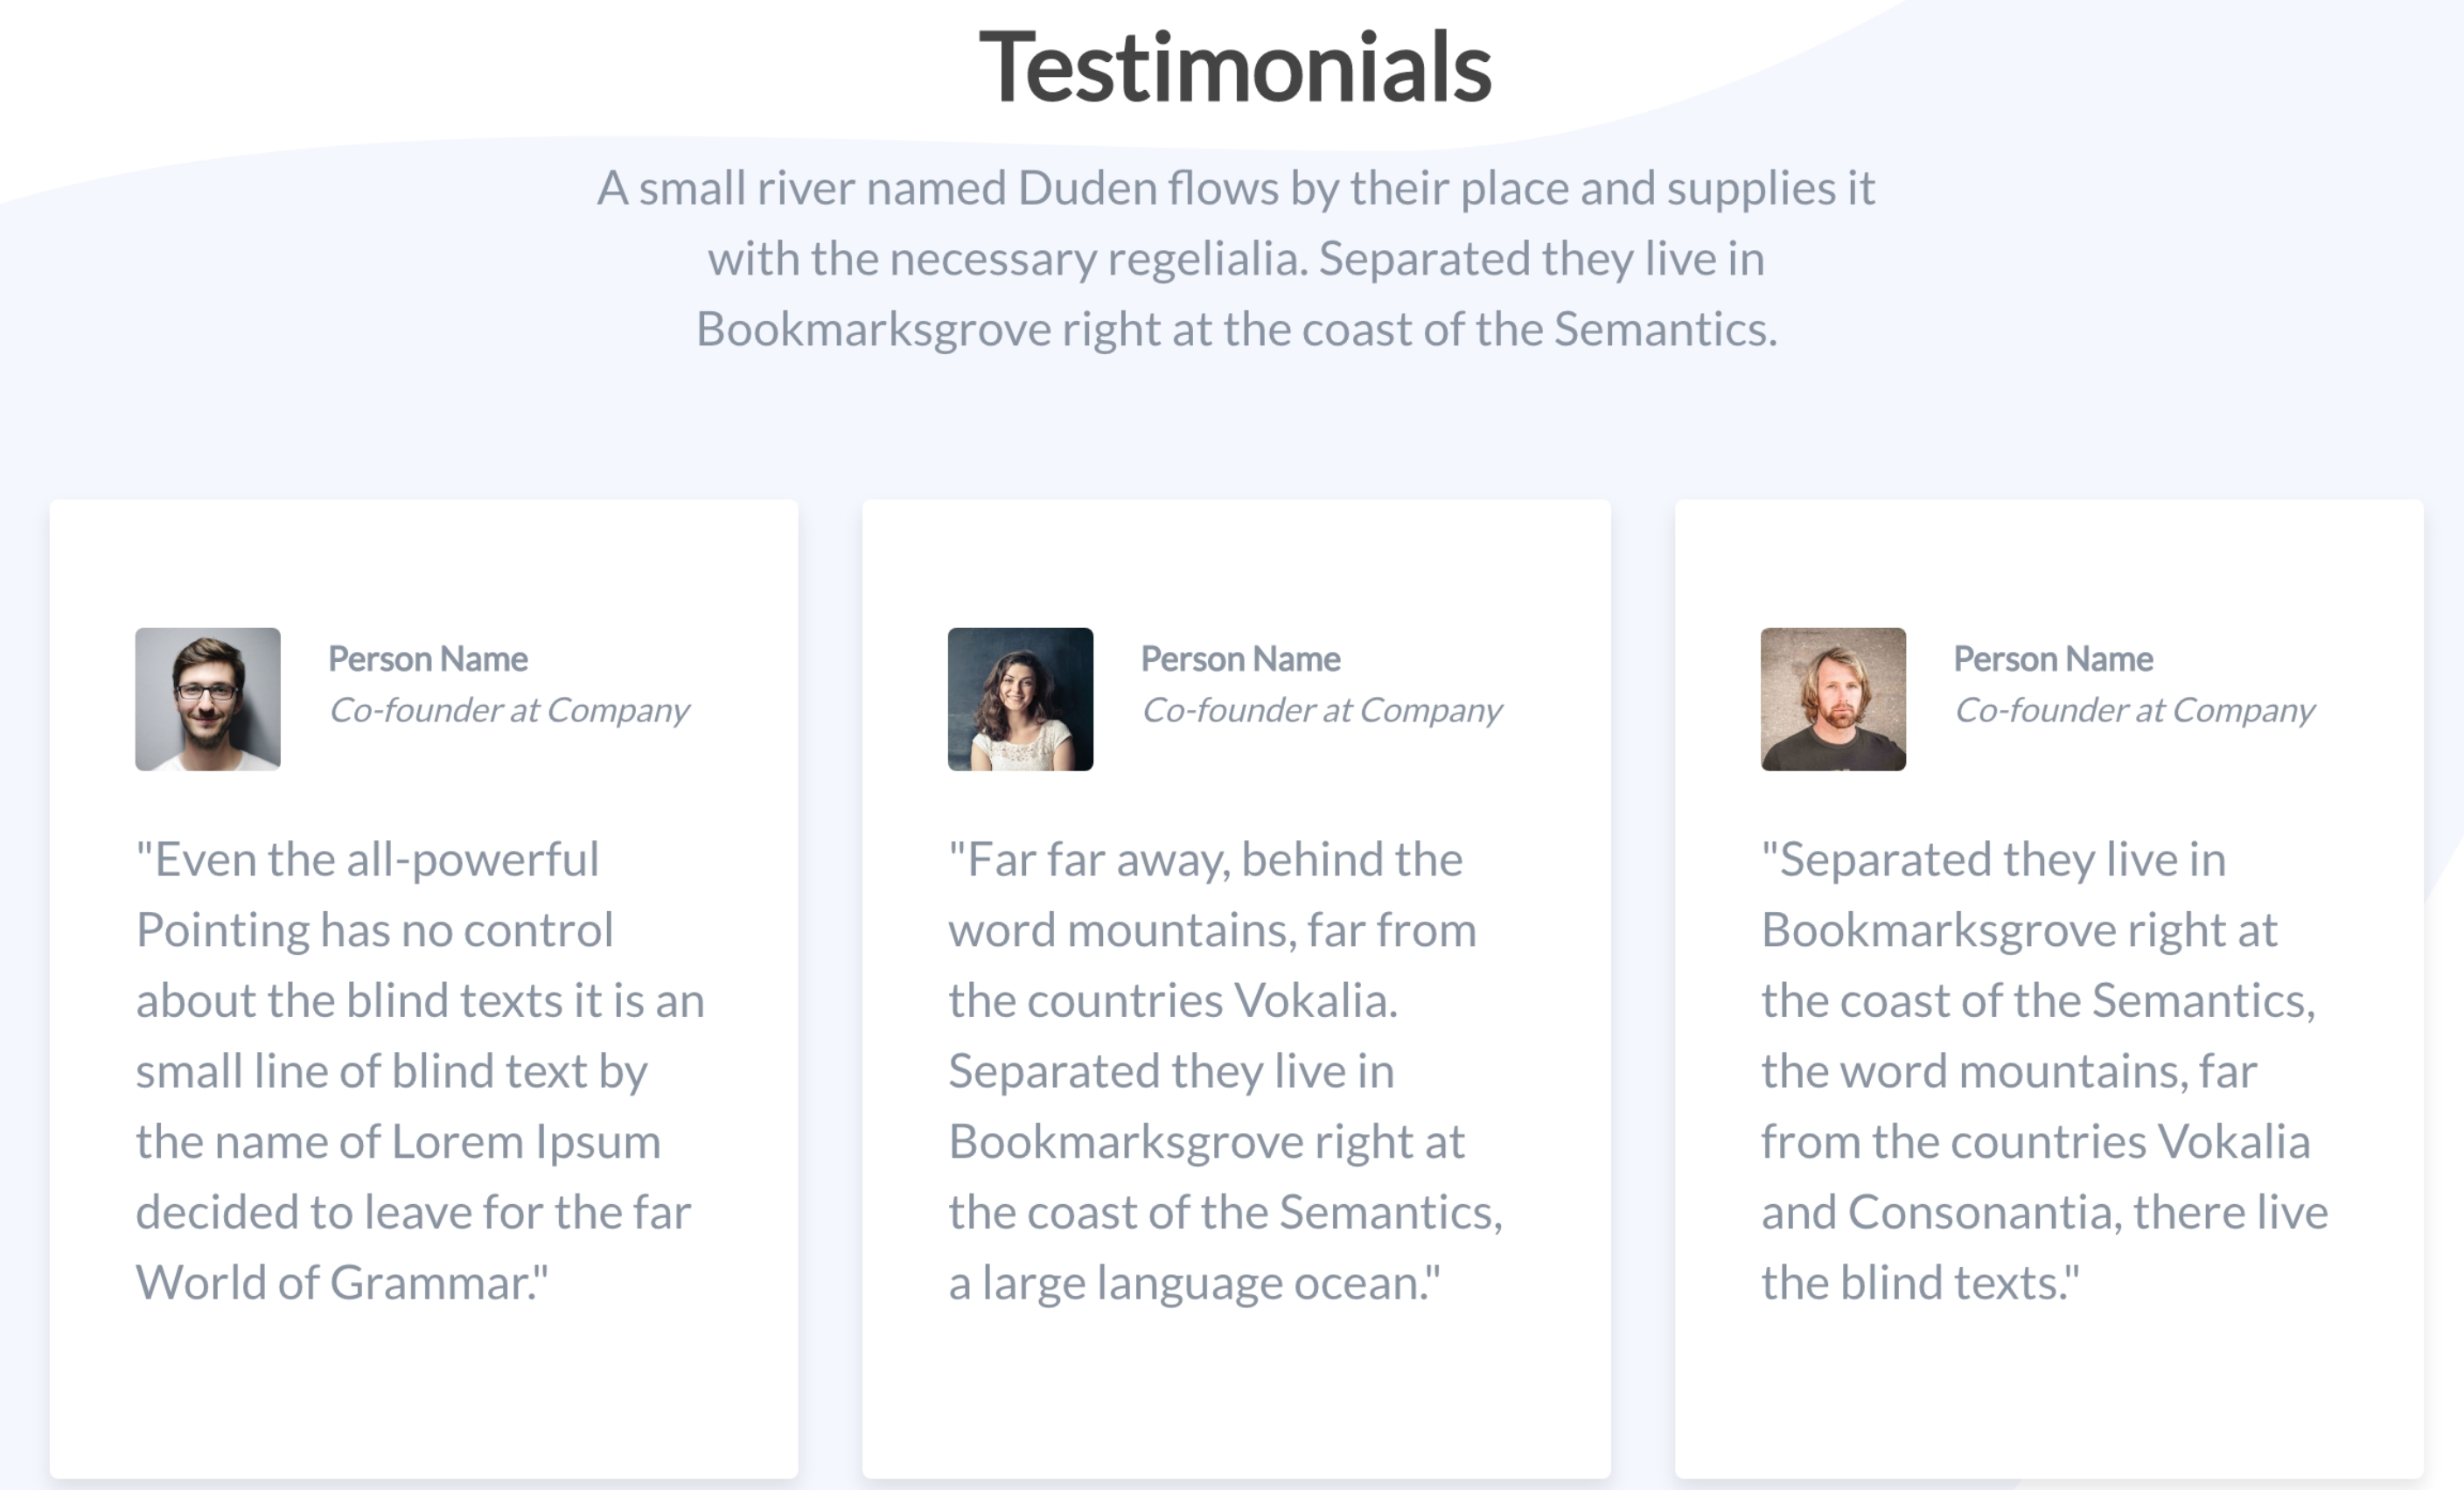 Testimonials
A small river named Duden flows by their place and supplies it
with the necessary regelialia. Separated they live in
Bookmarksgrove right at the coast of the Semantics.
Person Name
Co-founder at Company
"Even the all-powerful
Pointing has no control
about the blind texts it is an
small line of blind text by
the name of Lorem Ipsum
decided to leave for the far
World of Grammar."
Person Name
Co-founder at Company
"Far far away, behind the
word mountains, far from
the countries Vokalia.
Separated they live in
Bookmarksgrove right at
the coast of the Semantics,
a large language ocean."
Person Name
Co-founder at Company
"Separated they live in
Bookmarksgrove right at
the coast of the Semantics,
the word mountains, far
from the countries Vokalia
and Consonantia, there live
the blind texts."